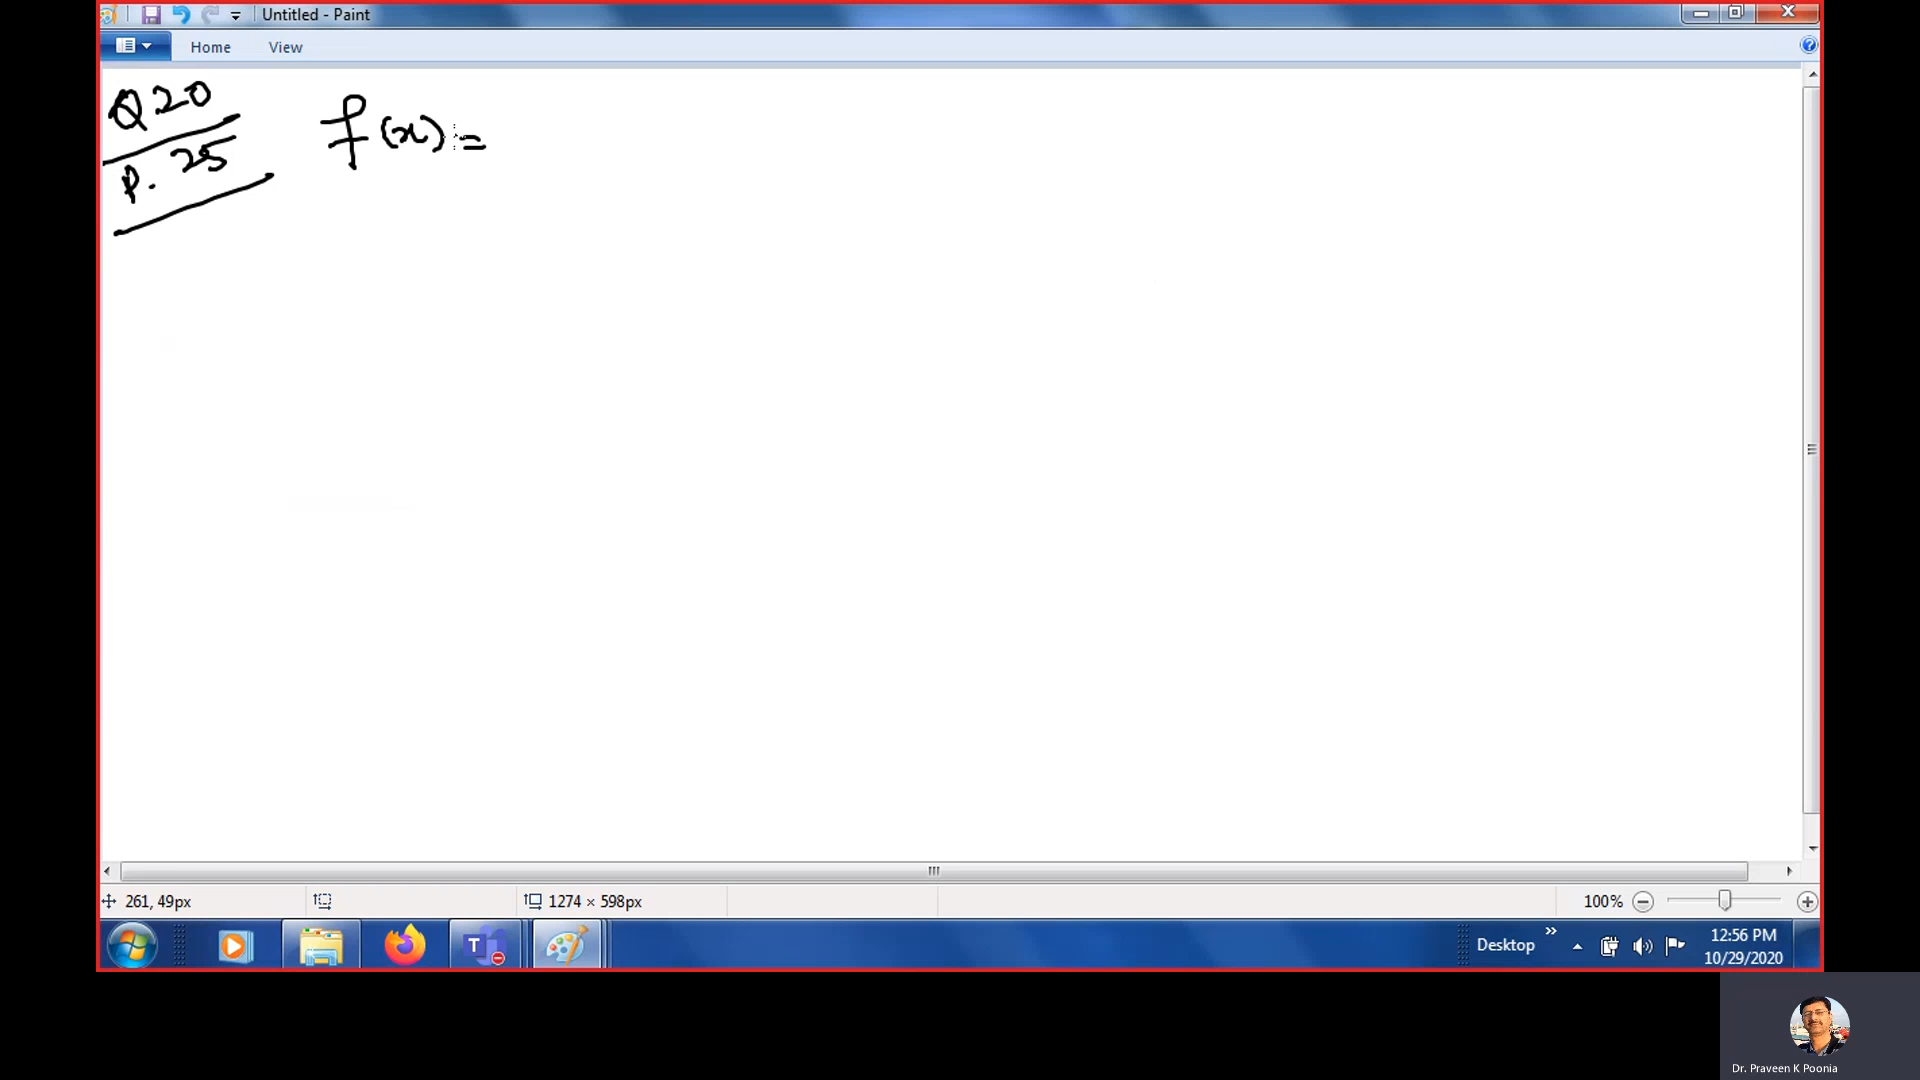 Untitled - Paint
Home View
Q20
P. 25
f(x) =
261, 49px
1274 × 598px
100%
T
Desktop
»
12:56 PM
10/29/2020
Dr. Praveen K Poonia